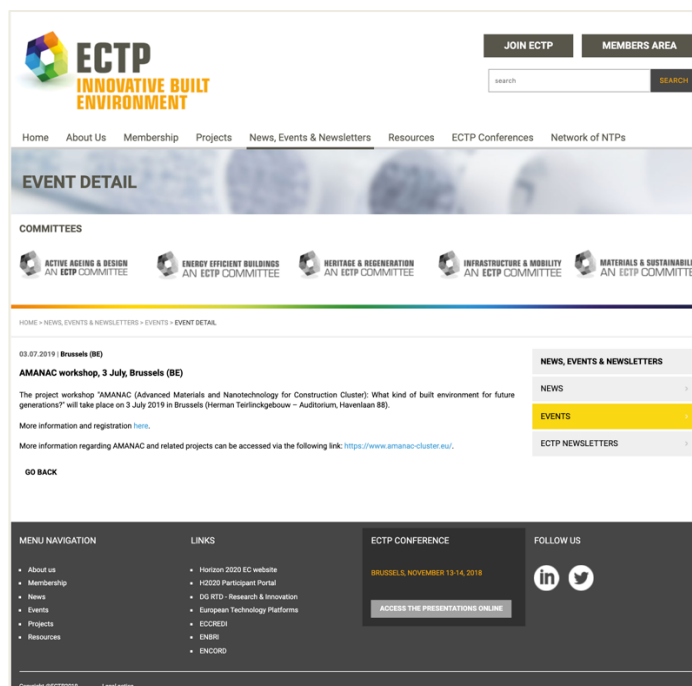 ECTP
INNOVATIVE BUILT
ENVIRONMENT
JOIN ECTP
MEMBERS AREA
search
SEARCH
Home About Us Membership Projects News, Events & Newsletters Resources ECTP Conferences Network of NTPs
EVENT DETAIL
COMMITTEES
ACTIVE AGEING & DESIGN
AN ECTP COMMITTEE
ENERGY EFFICIENT BUILDINGS
AN ECTP COMMITTEE
HERITAGE & REGENERATION
AN ECTP COMMITTEE
INFRASTRUCTURE & MOBILITY
AN ECTP COMMITTEE
MATERIALS & SUSTAINABIL
AN ECTP COMMITTE
HOME > NEWS, EVENTS & NEWSLETTERS > EVENTS > EVENT DETAIL
03.07.2019 | Brussels (BE)
AMANAC workshop, 3 July, Brussels (BE)
The project workshop "AMANAC (Advanced Materials and Nanotechnology for Construction Cluster): What kind of built environment for future
generations?" will take place on 3 July 2019 in Brussels (Herman Teirlinckgebouw – Auditorium, Havenlaan 88).
More information and registration here.
More information regarding AMANAC and related projects can be accessed via the following link: https://www.amanac-cluster.eu/.
GO BACK
NEWS, EVENTS & NEWSLETTERS
NEWS
EVENTS
ECTP NEWSLETTERS
MENU NAVIGATION
About us
Membership
News
Events
Projects
Resources
LINKS
Horizon 2020 EC website
H2020 Participant Portal
DG RTD - Research & Innovation
European Technology Platforms
ECCREDI
ENBRI
ENCORD
ECTP CONFERENCE
BRUSSELS, NOVEMBER 13-14, 2018
ACCESS THE PRESENTATIONS ONLINE
FOLLOW US
in